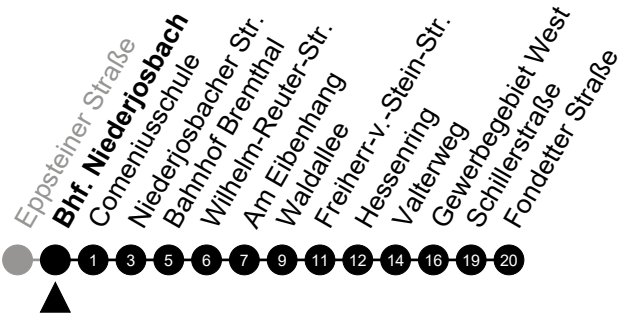 Eppsteiner Straße
Bhf. Niederjosbach
Comeniusschule
Niederjosbacher Str.
Bahnhof Bremthal
Wilhelm-Reuter-Str.
Am Eibenhang
Waldallee
Freiherr-v.-Stein-Str.
Hessenring
Valterweg
Gewerbegebiet West
Schillerstraße
Fondetter Straße
1 3 5 6 7 9 11 12 14 16 19 20